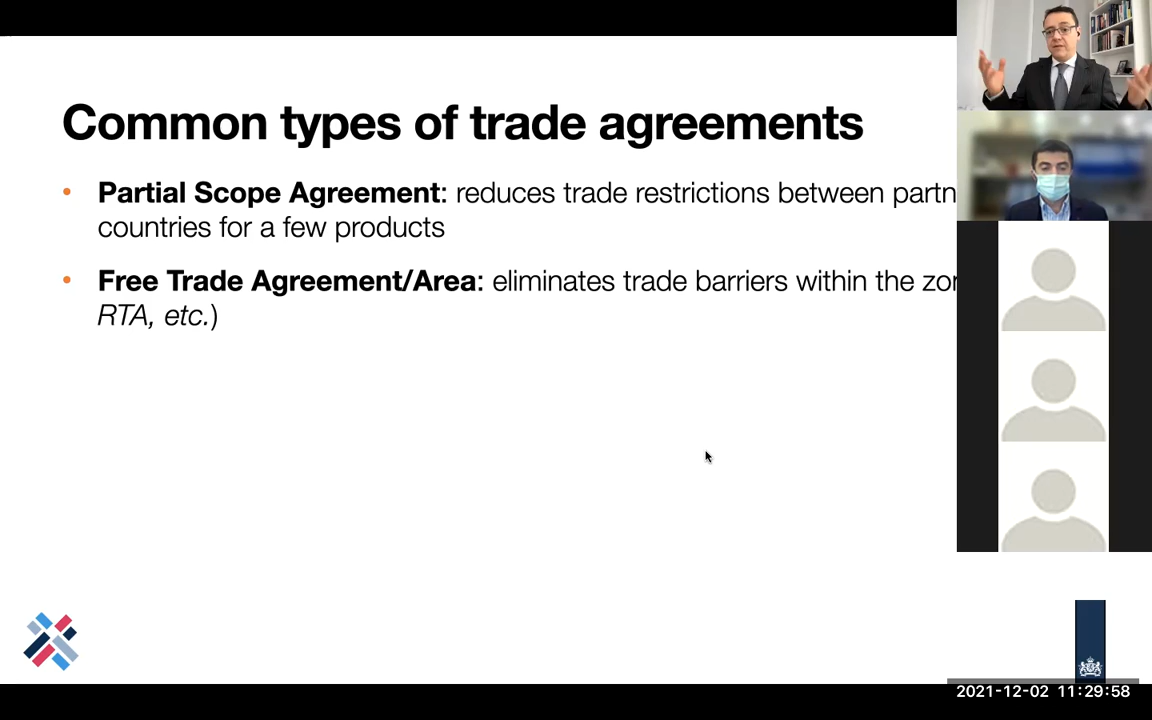 Common types of trade agreements
• Partial Scope Agreement: reduces trade restrictions between partn
countries for a few products
• Free Trade Agreement/Area: eliminates trade barriers within the zon
RTA, etc.)
2021-12-02 11:29:58